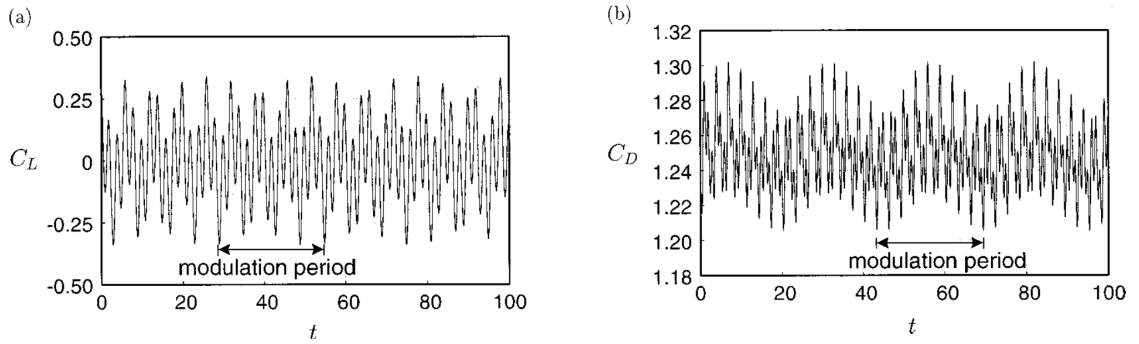 (a)
0.50
0.25
C_L
0
-0.25
modulation period
-0.50
0 20 40 60 80 100
t
(b)
1.32
1.30
1.28
1.26
C_D
1.24
1.22
1.20
modulation period
1.18
0 20 40 60 80 100
t